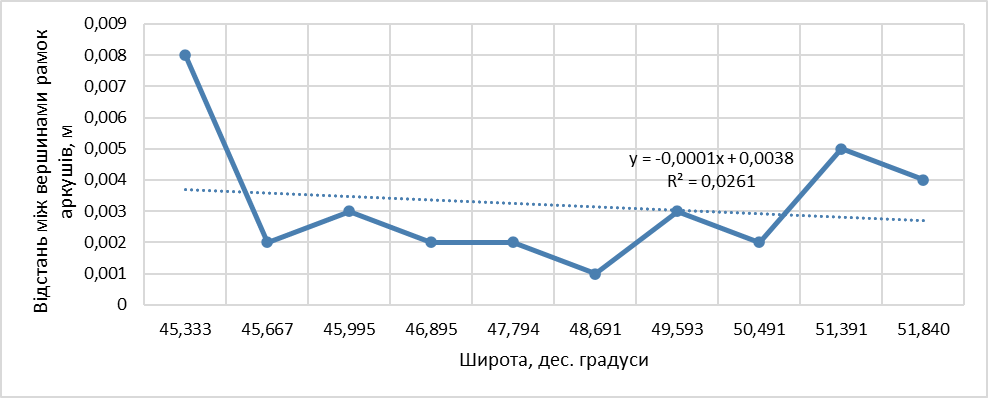 Відстань між вершинами рамок
аркушів, м
0,009
0,008
0,007
0,006
0,005
0,004
0,003
0,002
0,001
0
y = -0,0001x + 0,0038
R² = 0,0261
45,333 45,667 45,995 46,895 47,794 48,691 49,593 50,491 51,391 51,840
Широта, дес. градуси